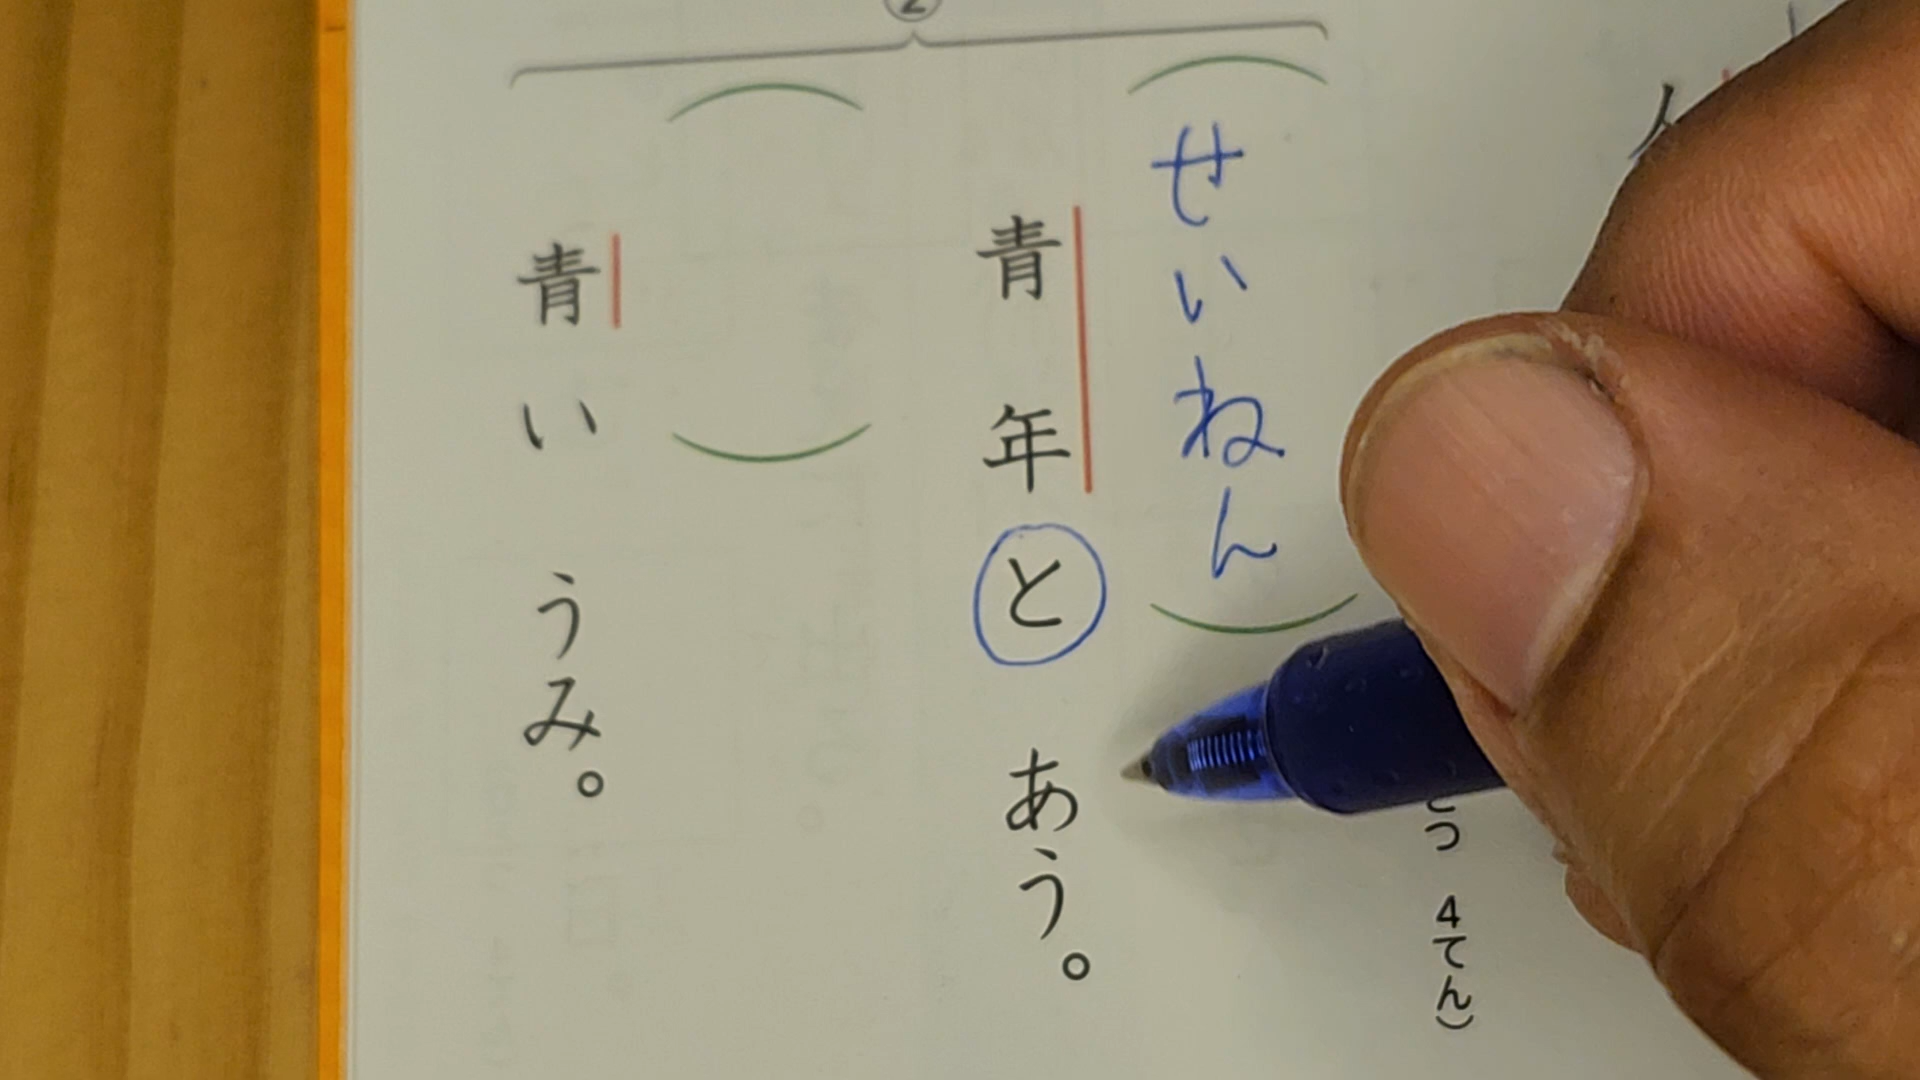 ②
せいねん
青年と あう。
青い うみ。
つ 4てん)